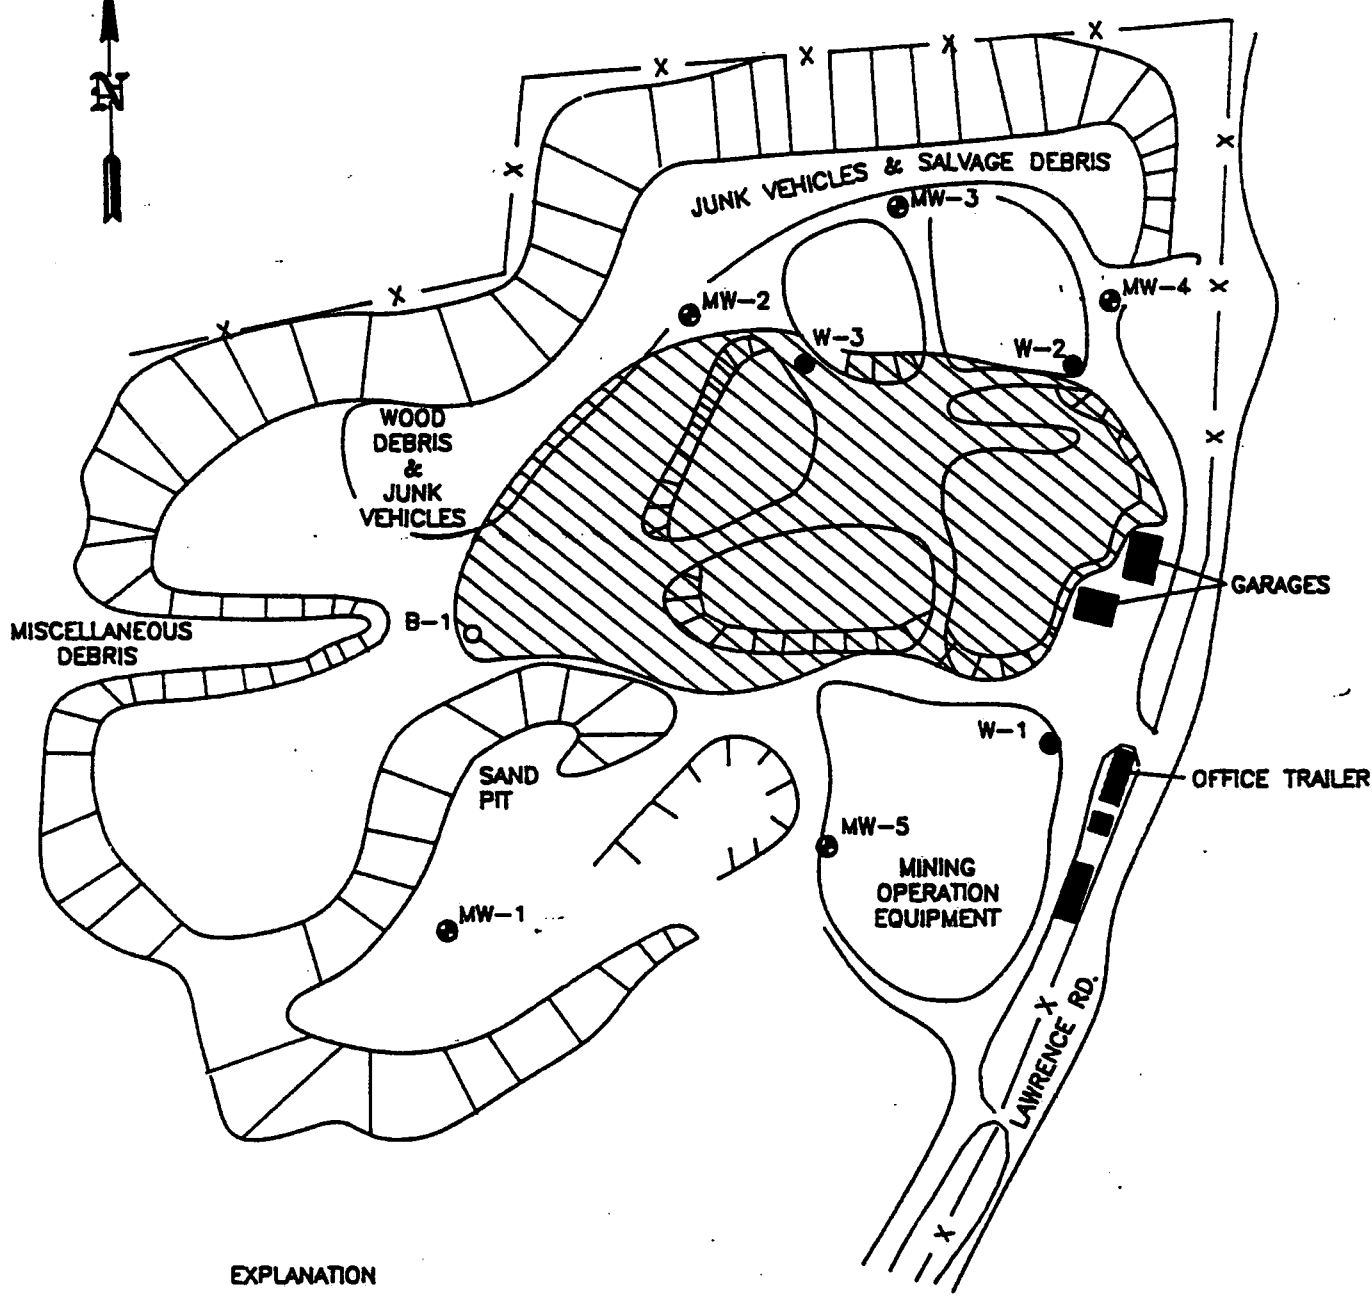 N
JUNK VEHICLES & SALVAGE DEBRIS
MW-3
MW-4
MW-2
W-3
W-2
WOOD
DEBRIS
&
JUNK
VEHICLES
GARAGES
B-1
MISCELLANEOUS
DEBRIS
W-1
SAND
PIT
OFFICE TRAILER
MW-5
MINING
OPERATION
EQUIPMENT
MW-1
LAWRENCE RD.
EXPLANATION